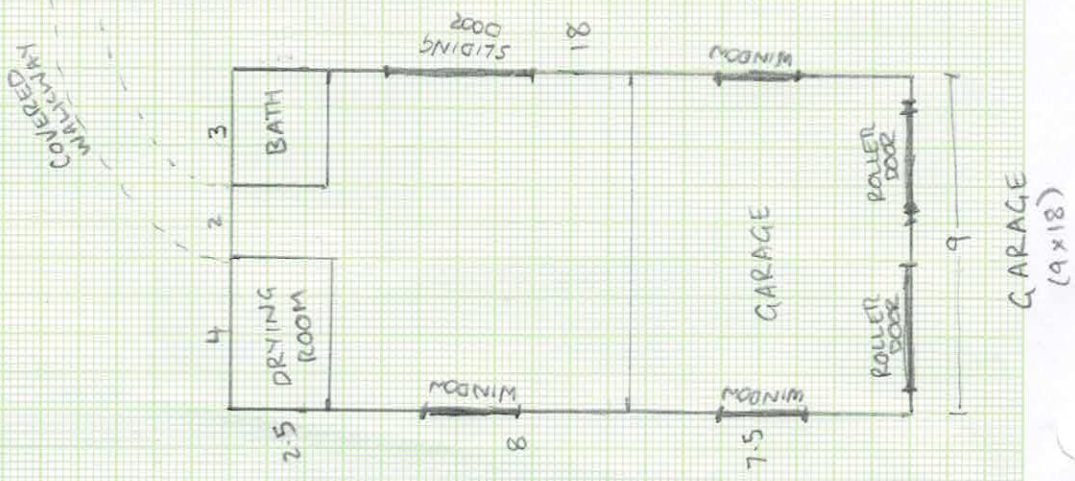 COVERED
WALKWAY
3
BATH
2
4
DRYING
ROOM
SLIDING
DOOR
18
WINDOW
WINDOW
WINDOW
2.5
8
7.5
GARAGE
ROLLER
DOOR
ROLLER
DOOR
9
GARAGE
(9x18)